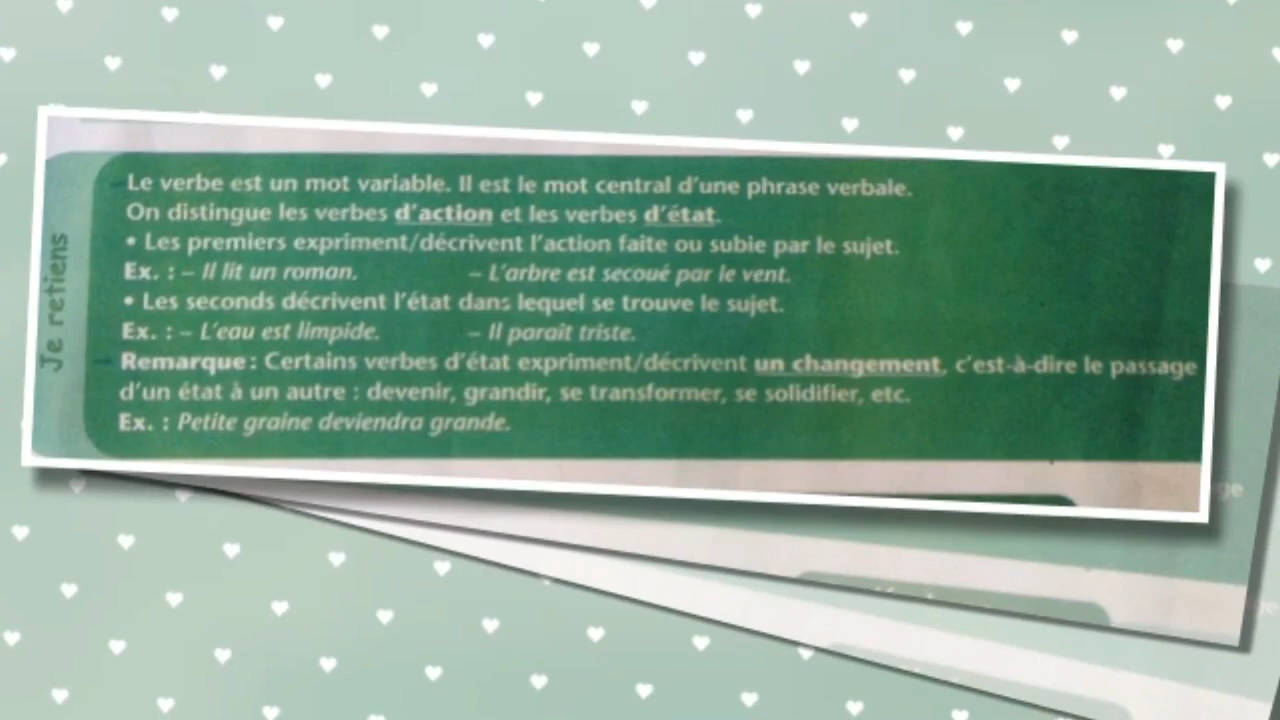 Je retiens
Le verbe est un mot variable. Il est le mot central d'une phrase verbale.
On distingue les verbes d'action et les verbes d'état.
• Les premiers expriment/décrivent l'action faite ou subie par le sujet.
Ex. : – Il lit un roman. – L'arbre est secoué par le vent.
• Les seconds décrivent l'état dans lequel se trouve le sujet.
Ex. : – L'eau est limpide. – Il paraît triste.
Remarque : Certains verbes d'état expriment/décrivent un changement, c'est-à-dire le passage
d'un état à un autre : devenir, grandir, se transformer, se solidifier, etc.
Ex. : Petite graine deviendra grande.